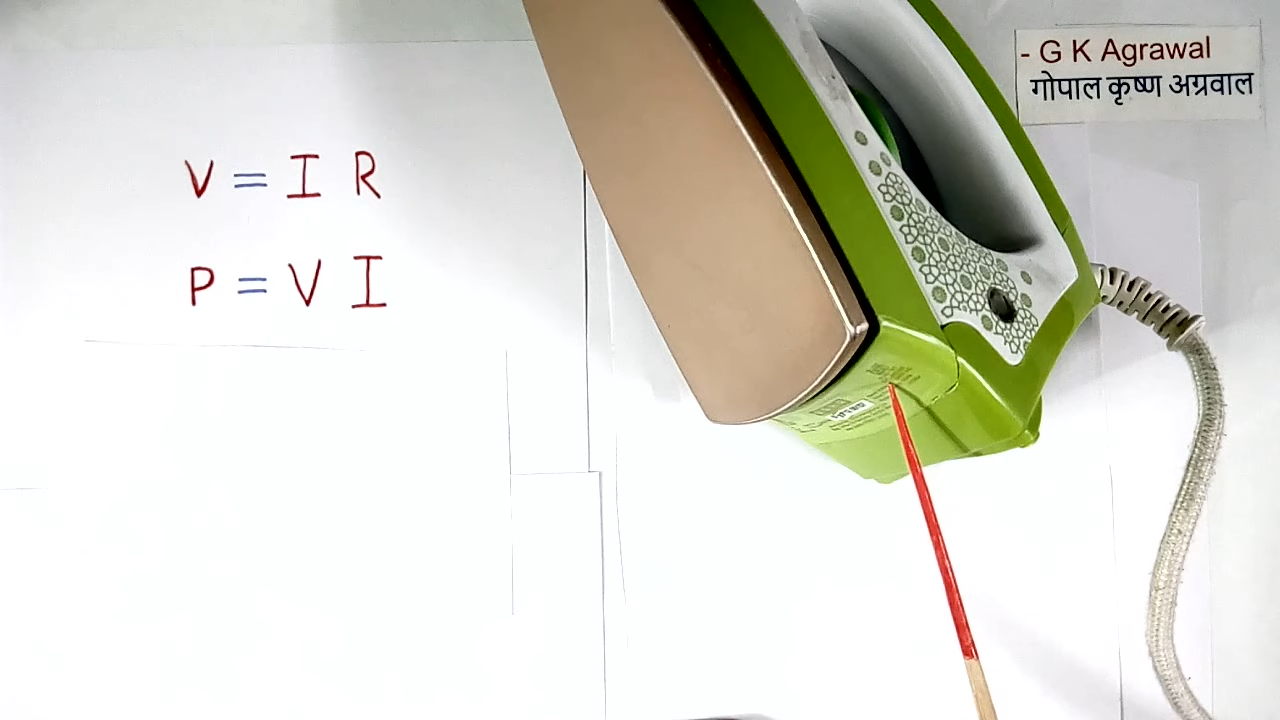 V = I R
P = V I
- G K Agrawal
गोपाल कृष्ण अग्रवाल